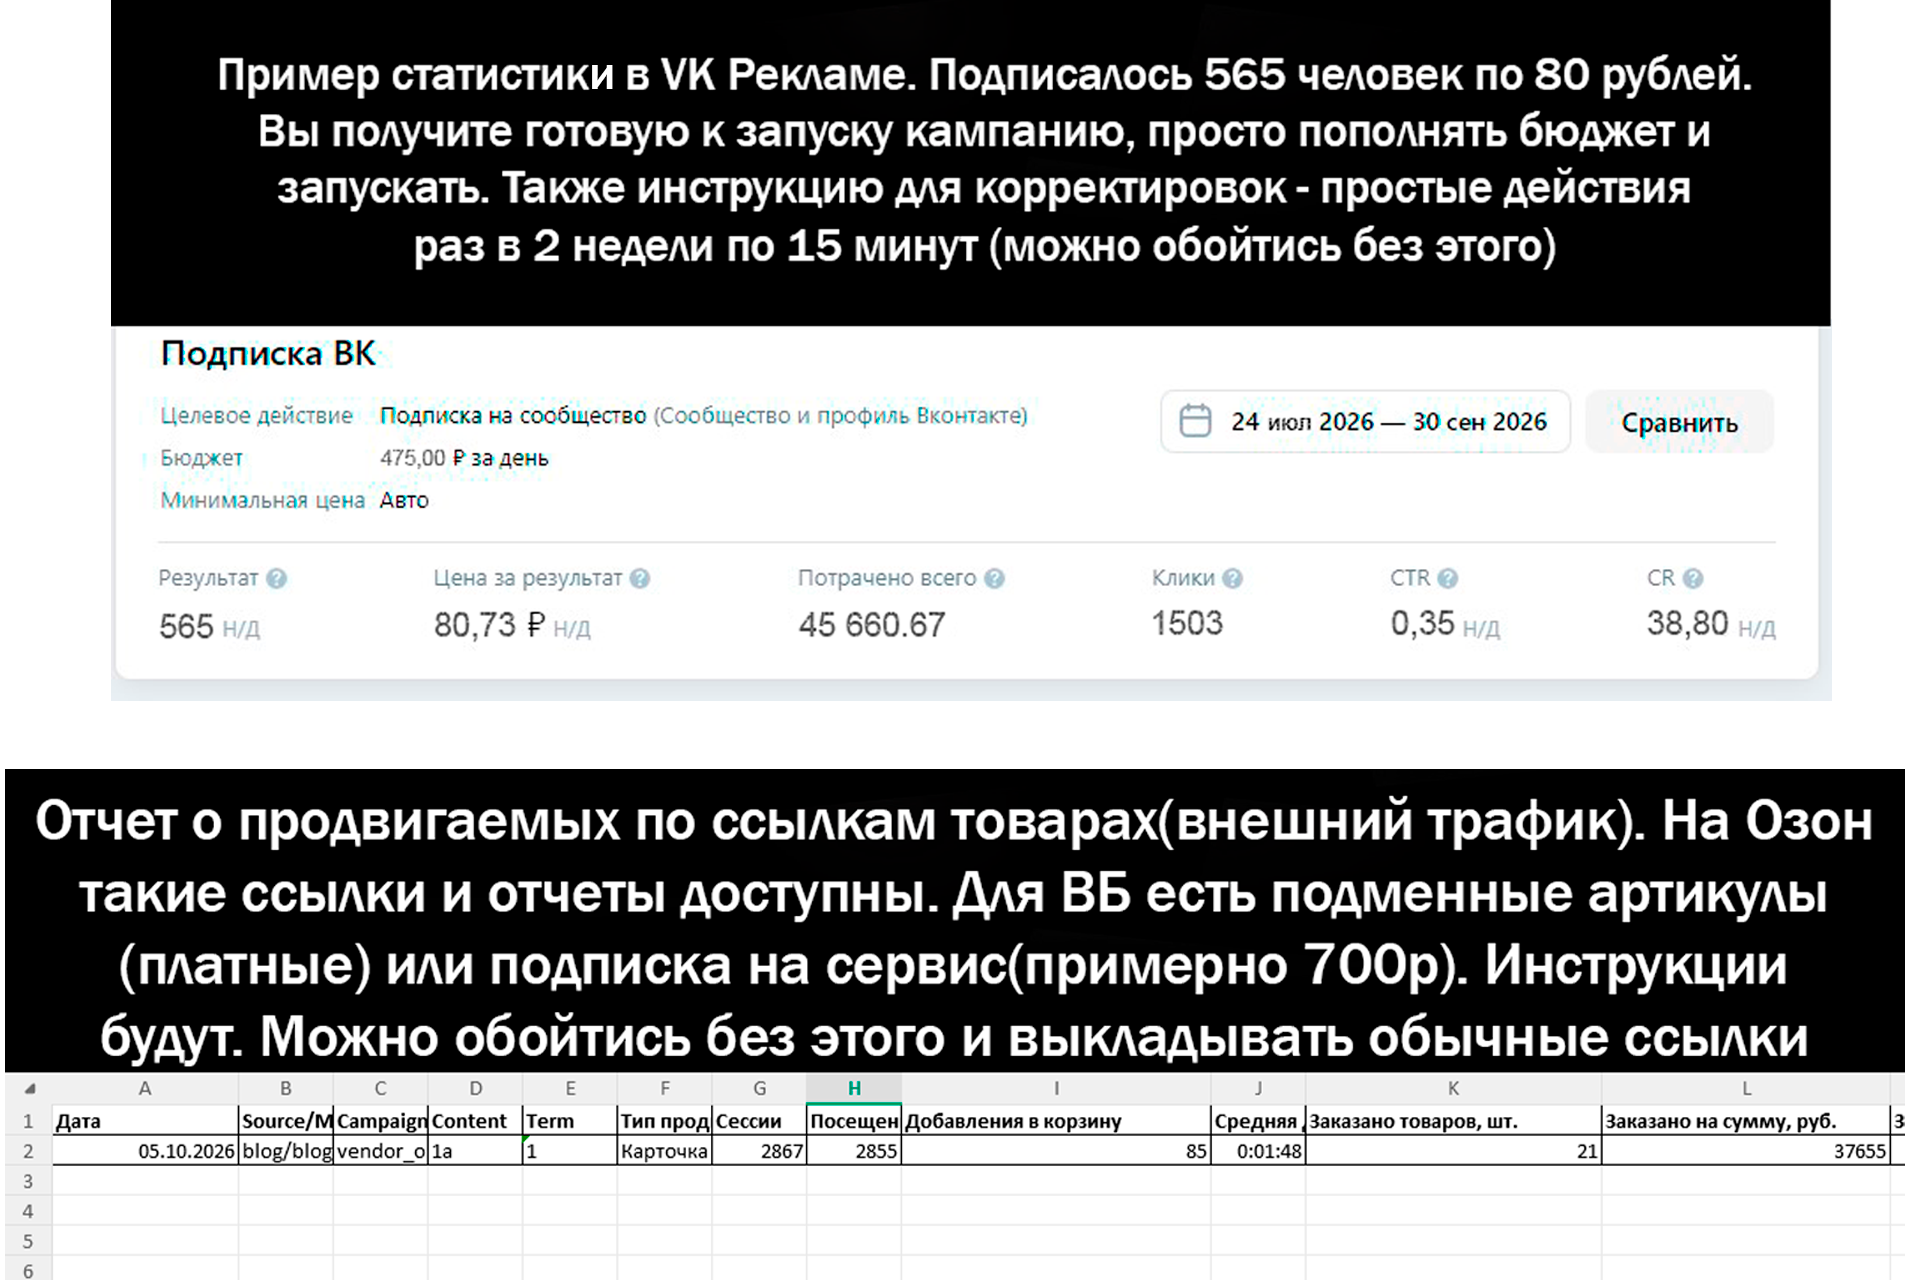 Пример статистики в VK Рекламе. Подписалось 565 человек по 80 рублей.
Вы получите готовую к запуску кампанию, просто пополнять бюджет и
запускать. Также инструкцию для корректировок - простые действия
раз в 2 недели по 15 минут (можно обойтись без этого)
Подписка ВК
Целевое действие Подписка на сообщество (Сообщество и профиль Вконтакте)
24 июл 2026 — 30 сен 2026 Сравнить
Бюджет 475,00 ₽ за день
Минимальная цена Авто
Результат ? Цена за результат ? Потрачено всего ? Клики ? CTR ? CR ?
565 н/д 80,73 ₽ н/д 45 660.67 1503 0,35 н/д 38,80 н/д
Отчет о продвигаемых по ссылкам товарах(внешний трафик). На Озон
такие ссылки и отчеты доступны. Для ВБ есть подменные артикулы
(платные) или подписка на сервис(примерно 700р). Инструкции
будут. Можно обойтись без этого и выкладывать обычные ссылки
A B C D E F G H I J K L
1 Дата Source/M Campaign Content Term Тип прод Сессии Посещен Добавления в корзину Средняя Заказано товаров, шт. Заказано на сумму, руб. З
2 05.10.2026 blog/blog vendor_o 1a 1 Карточка 2867 2855 85 0:01:48 21 37655
3
4
5
6